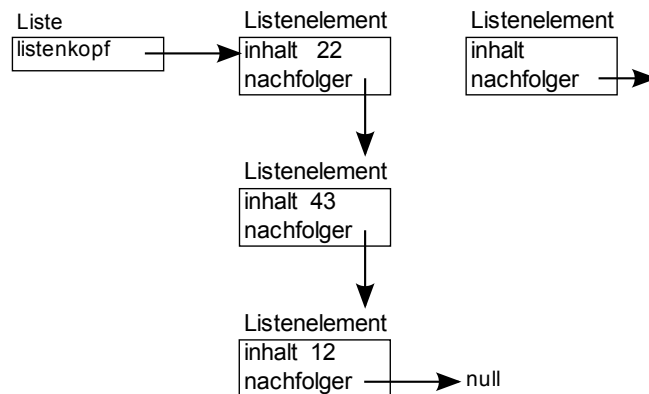 Liste
listenkopf
Listenelement
inhalt 22
nachfolger
Listenelement
inhalt
nachfolger
Listenelement
inhalt 43
nachfolger
Listenelement
inhalt 12
nachfolger
null